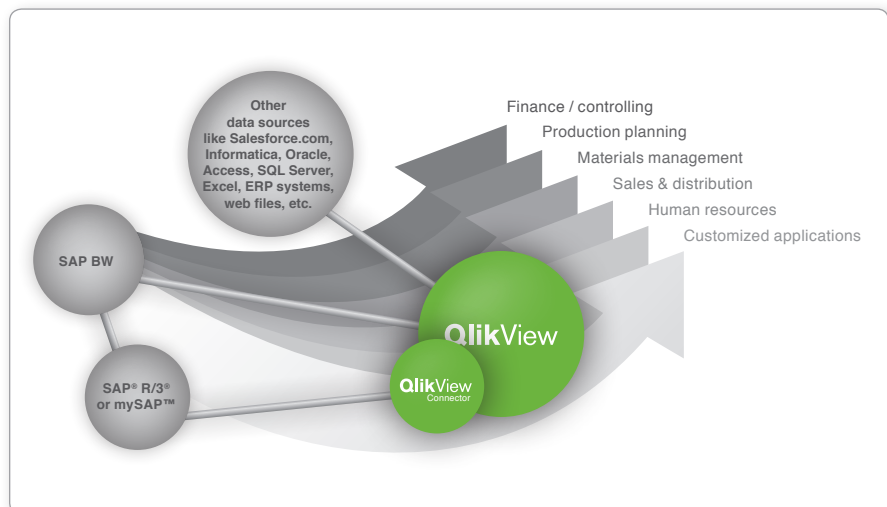 Other
data sources
like Salesforce.com,
Informatica, Oracle,
Access, SQL Server,
Excel, ERP systems,
web files, etc.
Finance / controlling
Production planning
Materials management
Sales & distribution
Human resources
Customized applications
SAP BW
QlikView
SAP® R/3®
or mySAP™
QlikView
Connector